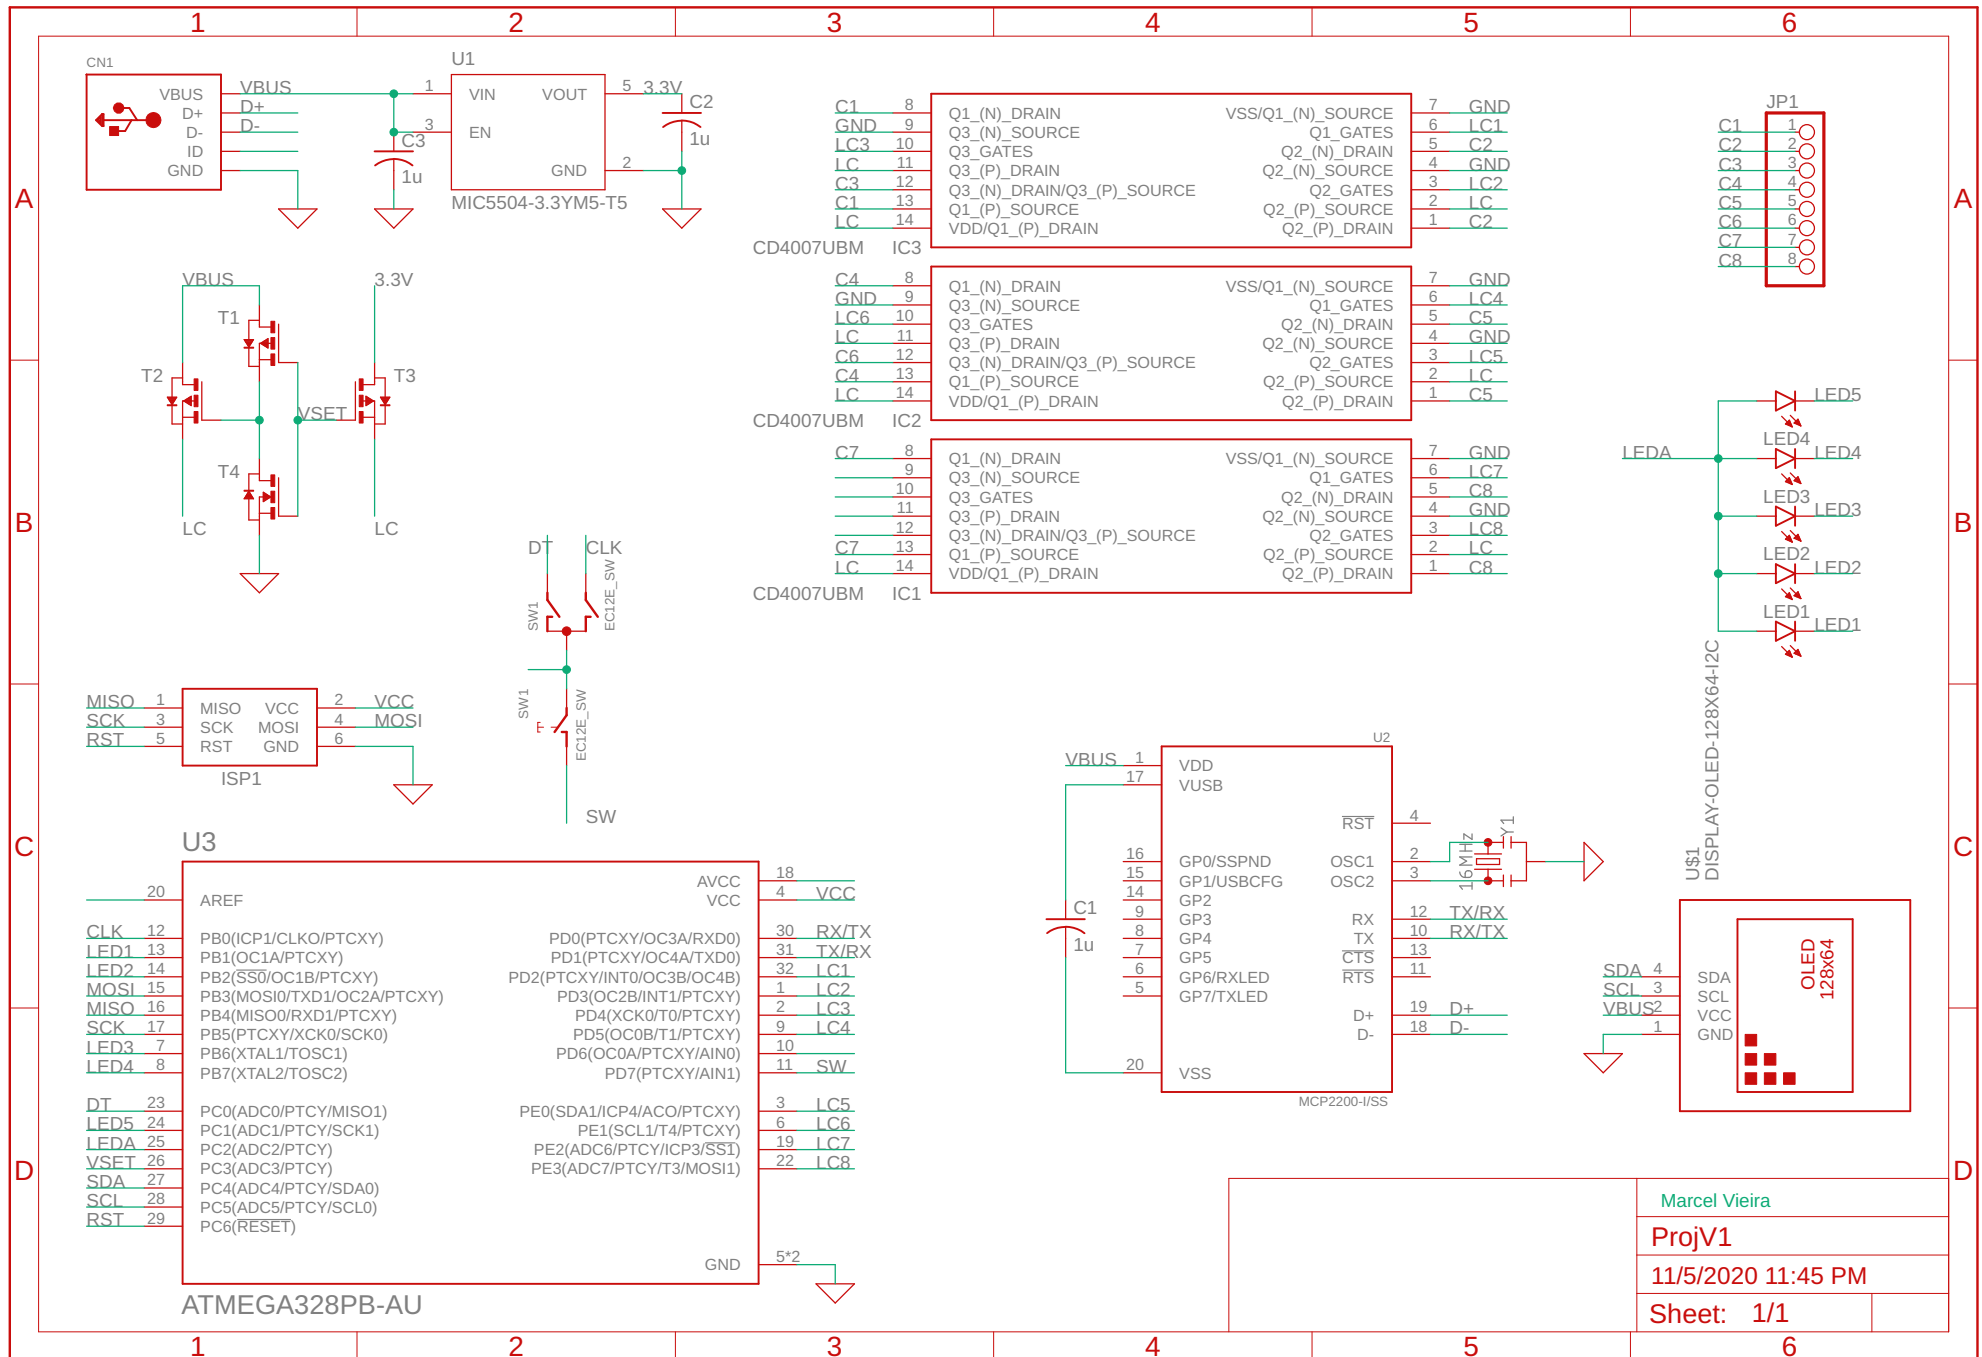 1 2 3 4 5 6
A A
B B
C C
D D
CN1
VBUS
D+
D-
ID
GND
VBUS
D+
D-
U1
1 VIN VOUT 5 3.3V
3 EN
GND 2
MIC5504-3.3YM5-T5
C3
1u
C2
1u
C1 8 Q1_(N)_DRAIN VSS/Q1_(N)_SOURCE 7 GND
GND 9 Q3_(N)_SOURCE Q1_GATES 6 LC1
LC3 10 Q3_GATES Q2_(N)_DRAIN 5 C2
LC 11 Q3_(P)_DRAIN Q2_(N)_SOURCE 4 GND
C3 12 Q3_(N)_DRAIN/Q3_(P)_SOURCE Q2_GATES 3 LC2
C1 13 Q1_(P)_SOURCE Q2_(P)_SOURCE 2 LC
LC 14 VDD/Q1_(P)_DRAIN Q2_(P)_DRAIN 1 C2
CD4007UBM IC3
C4 8 Q1_(N)_DRAIN VSS/Q1_(N)_SOURCE 7 GND
GND 9 Q3_(N)_SOURCE Q1_GATES 6 LC4
LC6 10 Q3_GATES Q2_(N)_DRAIN 5 C5
LC 11 Q3_(P)_DRAIN Q2_(N)_SOURCE 4 GND
C6 12 Q3_(N)_DRAIN/Q3_(P)_SOURCE Q2_GATES 3 LC5
C4 13 Q1_(P)_SOURCE Q2_(P)_SOURCE 2 LC
LC 14 VDD/Q1_(P)_DRAIN Q2_(P)_DRAIN 1 C5
CD4007UBM IC2
C7 8 Q1_(N)_DRAIN VSS/Q1_(N)_SOURCE 7 GND
9 Q3_(N)_SOURCE Q1_GATES 6 LC7
10 Q3_GATES Q2_(N)_DRAIN 5 C8
11 Q3_(P)_DRAIN Q2_(N)_SOURCE 4 GND
12 Q3_(N)_DRAIN/Q3_(P)_SOURCE Q2_GATES 3 LC8
C7 13 Q1_(P)_SOURCE Q2_(P)_SOURCE 2 LC
LC 14 VDD/Q1_(P)_DRAIN Q2_(P)_DRAIN 1 C8
CD4007UBM IC1
JP1
C1 1
C2 2
C3 3
C4 4
C5 5
C6 6
C7 7
C8 8
VBUS 3.3V
T1
T2 T3
VSET
T4
LC LC
DT CLK
SW1 EC12E_SW
SW1 EC12E_SW
SW
LED5
LEDA LED4 LED4
LED3 LED3
LED2 LED2
LED1 LED1
MISO 1 MISO VCC 2 VCC
SCK 3 SCK MOSI 4 MOSI
RST 5 RST GND 6
ISP1
U2
VBUS 1 VDD
17 VUSB
RST 4
16 GP0/SSPND OSC1 2
15 GP1/USBCFG OSC2 3
14 GP2
9 GP3 RX 12 TX/RX
8 GP4 TX 10 RX/TX
7 GP5 CTS 13
6 GP6/RXLED RTS 11
5 GP7/TXLED
D+ 19 D+
D- 18 D-
20 VSS
MCP2200-I/SS
C1
1u
16MHz Y1
U$1
DISPLAY-OLED-128X64-I2C
OLED
128x64
SDA 4 SDA
SCL 3 SCL
VBUS 2 VCC
1 GND
U3
AVCC 18
20 AREF VCC 4 VCC
CLK 12 PB0(ICP1/CLKO/PTCXY) PD0(PTCXY/OC3A/RXD0) 30 RX/TX
LED1 13 PB1(OC1A/PTCXY) PD1(PTCXY/OC4A/TXD0) 31 TX/RX
LED2 14 PB2(SS0/OC1B/PTCXY) PD2(PTCXY/INT0/OC3B/OC4B) 32 LC1
MOSI 15 PB3(MOSI0/TXD1/OC2A/PTCXY) PD3(OC2B/INT1/PTCXY) 1 LC2
MISO 16 PB4(MISO0/RXD1/PTCXY) PD4(XCK0/T0/PTCXY) 2 LC3
SCK 17 PB5(PTCXY/XCK0/SCK0) PD5(OC0B/T1/PTCXY) 9 LC4
LED3 7 PB6(XTAL1/TOSC1) PD6(OC0A/PTCXY/AIN0) 10
LED4 8 PB7(XTAL2/TOSC2) PD7(PTCXY/AIN1) 11 SW
DT 23 PC0(ADC0/PTCY/MISO1) PE0(SDA1/ICP4/ACO/PTCXY) 3 LC5
LED5 24 PC1(ADC1/PTCY/SCK1) PE1(SCL1/T4/PTCXY) 6 LC6
LEDA 25 PC2(ADC2/PTCY) PE2(ADC6/PTCY/ICP3/SS1) 19 LC7
VSET 26 PC3(ADC3/PTCY) PE3(ADC7/PTCY/T3/MOSI1) 22 LC8
SDA 27 PC4(ADC4/PTCY/SDA0)
SCL 28 PC5(ADC5/PTCY/SCL0)
RST 29 PC6(RESET)
GND 5*2
ATMEGA328PB-AU
Marcel Vieira
ProjV1
11/5/2020 11:45 PM
Sheet: 1/1
1 2 3 4 5 6